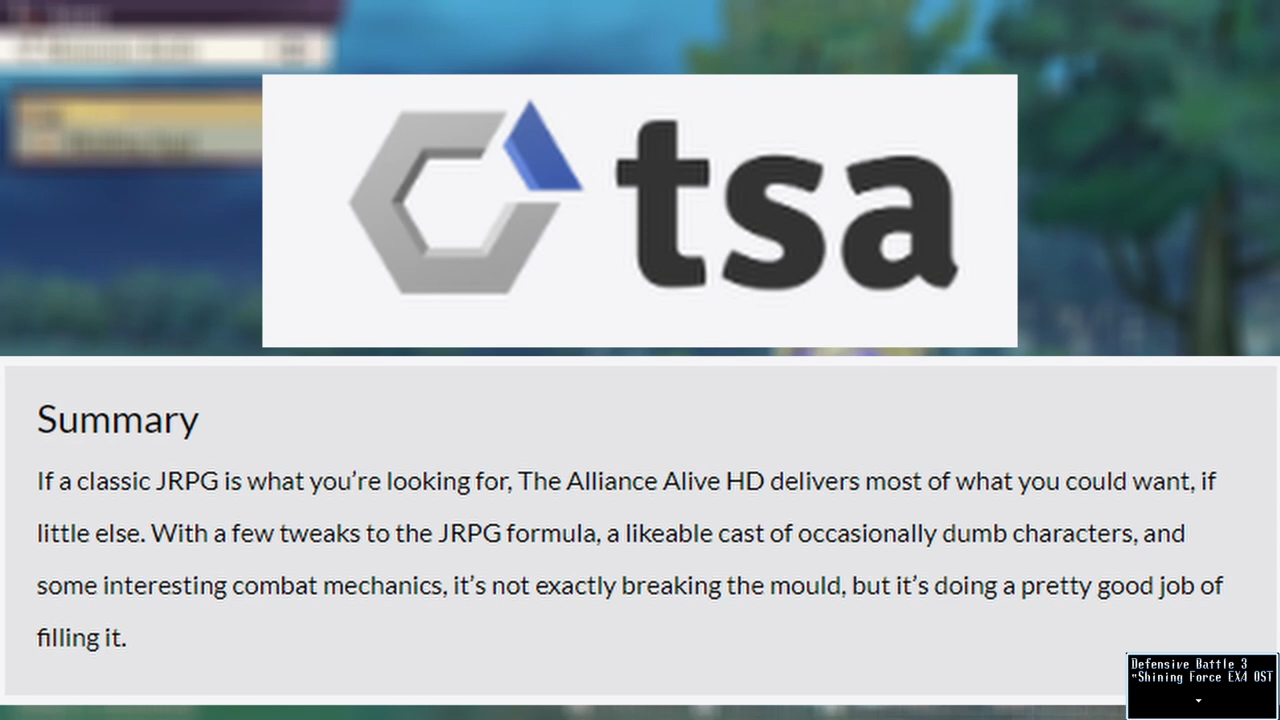 tsa
Summary
If a classic JRPG is what you’re looking for, The Alliance Alive HD delivers most of what you could want, if
little else. With a few tweaks to the JRPG formula, a likeable cast of occasionally dumb characters, and
some interesting combat mechanics, it’s not exactly breaking the mould, but it’s doing a pretty good job of
filling it.
Defensive Battle 3
"Shining Force EXA OST